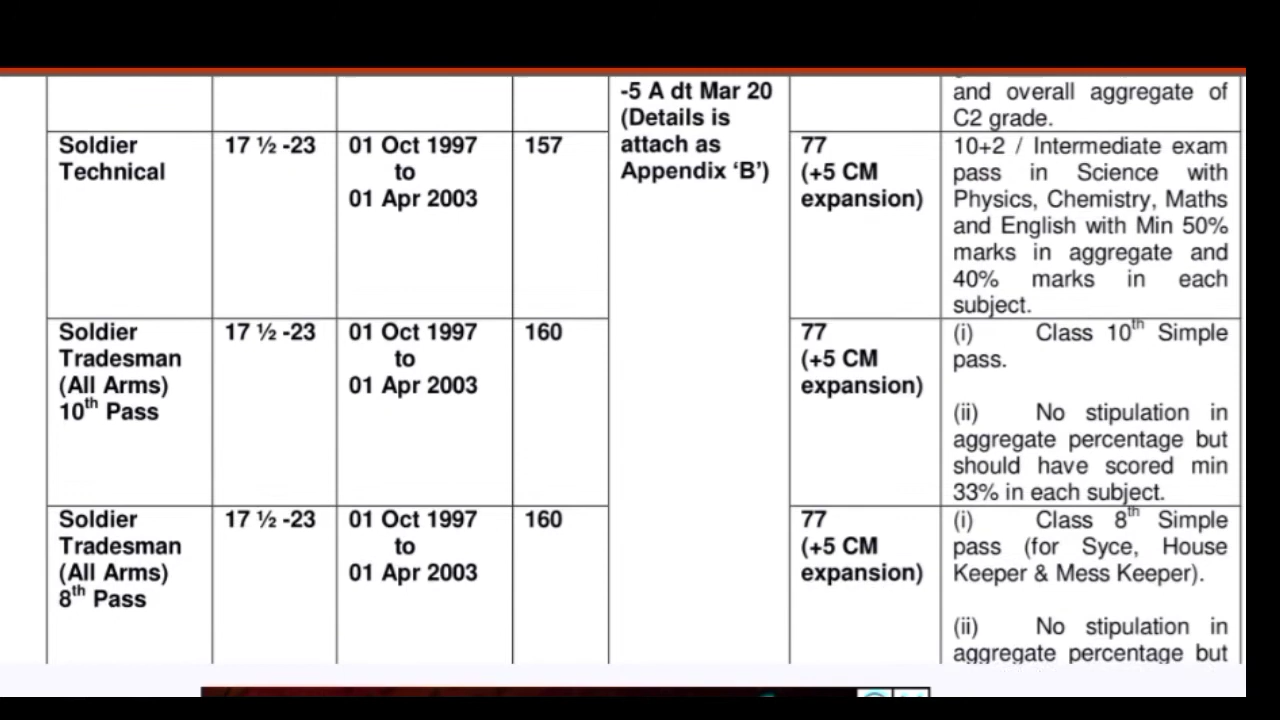 -5 A dt Mar 20
(Details is
attach as
Appendix ‘B’)
and overall aggregate of
C2 grade.
Soldier
Technical
17 ½ -23
01 Oct 1997
to
01 Apr 2003
157
77
(+5 CM
expansion)
10+2 / Intermediate exam
pass in Science with
Physics, Chemistry, Maths
and English with Min 50%
marks in aggregate and
40% marks in each
subject.
Soldier
Tradesman
(All Arms)
10th Pass
17 ½ -23
01 Oct 1997
to
01 Apr 2003
160
77
(+5 CM
expansion)
(i) Class 10th Simple
pass.
(ii) No stipulation in
aggregate percentage but
should have scored min
33% in each subject.
Soldier
Tradesman
(All Arms)
8th Pass
17 ½ -23
01 Oct 1997
to
01 Apr 2003
160
77
(+5 CM
expansion)
(i) Class 8th Simple
pass (for Syce, House
Keeper & Mess Keeper).
(ii) No stipulation in
aggregate percentage but